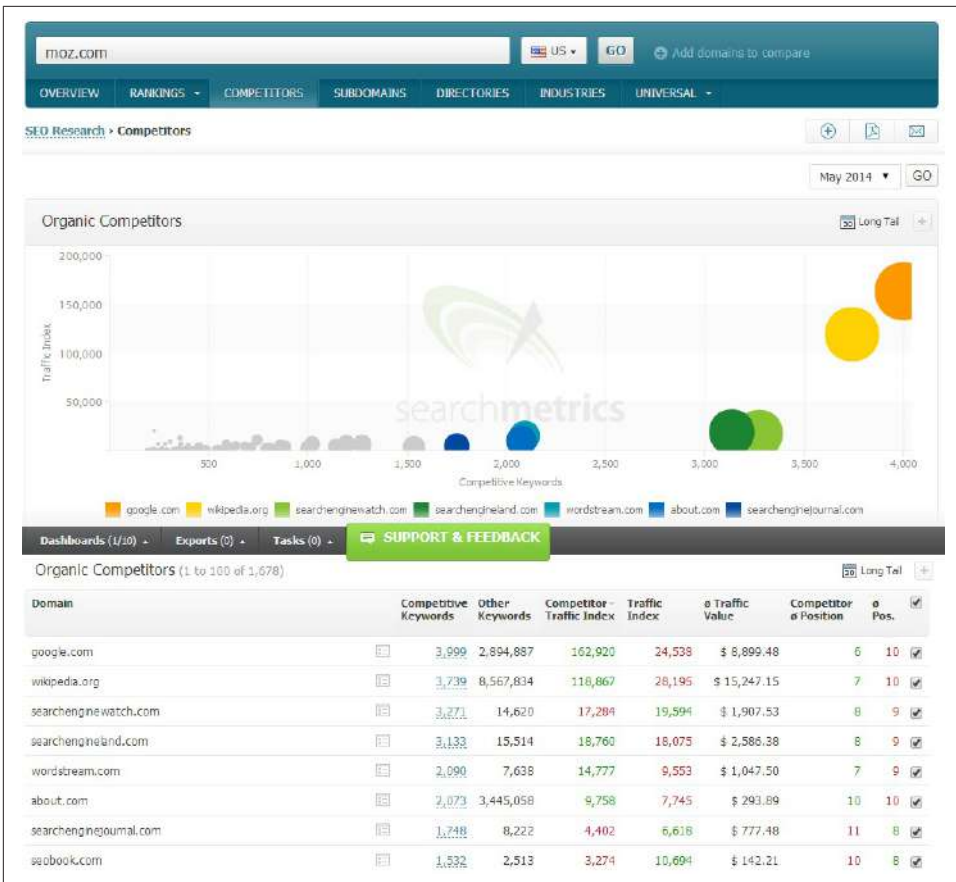 moz.com US GO Add domains to compare
OVERVIEW RANKINGS COMPETITORS SUBDOMAINS DIRECTORIES INDUSTRIES UNIVERSAL
SEO Research › Competitors
May 2014 GO
Organic Competitors 30 Long Tail +
200,000
150,000
100,000
50,000
Traffic Index
searchmetrics
500 1,000 1,500 2,000 2,500 3,000 3,500 4,000
Competitive Keywords
google.com wikipedia.org searchenginewatch.com searchengineland.com wordstream.com about.com searchenginejournal.com
Dashboards (1/10) Exports (0) Tasks (0) SUPPORT & FEEDBACK
Organic Competitors (1 to 100 of 1,678) 30 Long Tail +
Domain Competitive Keywords Other Keywords Competitor - Traffic Index Traffic Index ø Traffic Value Competitor ø Position ø Pos.
google.com 3,999 2,894,887 162,920 24,538 $ 8,899.48 6 10
wikipedia.org 3,739 8,567,834 118,867 28,195 $ 15,247.15 7 10
searchenginewatch.com 3,271 14,620 17,284 19,594 $ 1,907.53 8 9
searchengineland.com 3,133 15,514 18,760 18,075 $ 2,586.38 8 9
wordstream.com 2,090 7,638 14,777 9,553 $ 1,047.50 7 9
about.com 2,073 3,445,058 9,758 7,745 $ 293.89 10 10
searchenginejournal.com 1,748 8,222 4,402 6,618 $ 777.48 11 8
seobook.com 1,532 2,513 3,274 10,694 $ 142.21 10 8